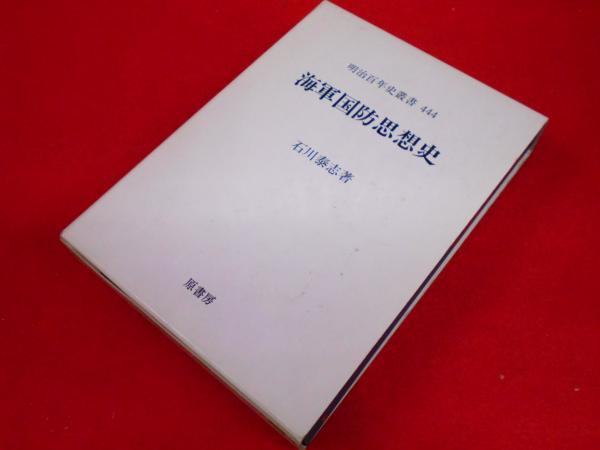 明治百年史叢書 444
海軍国防思想史
石川泰志著
原書房